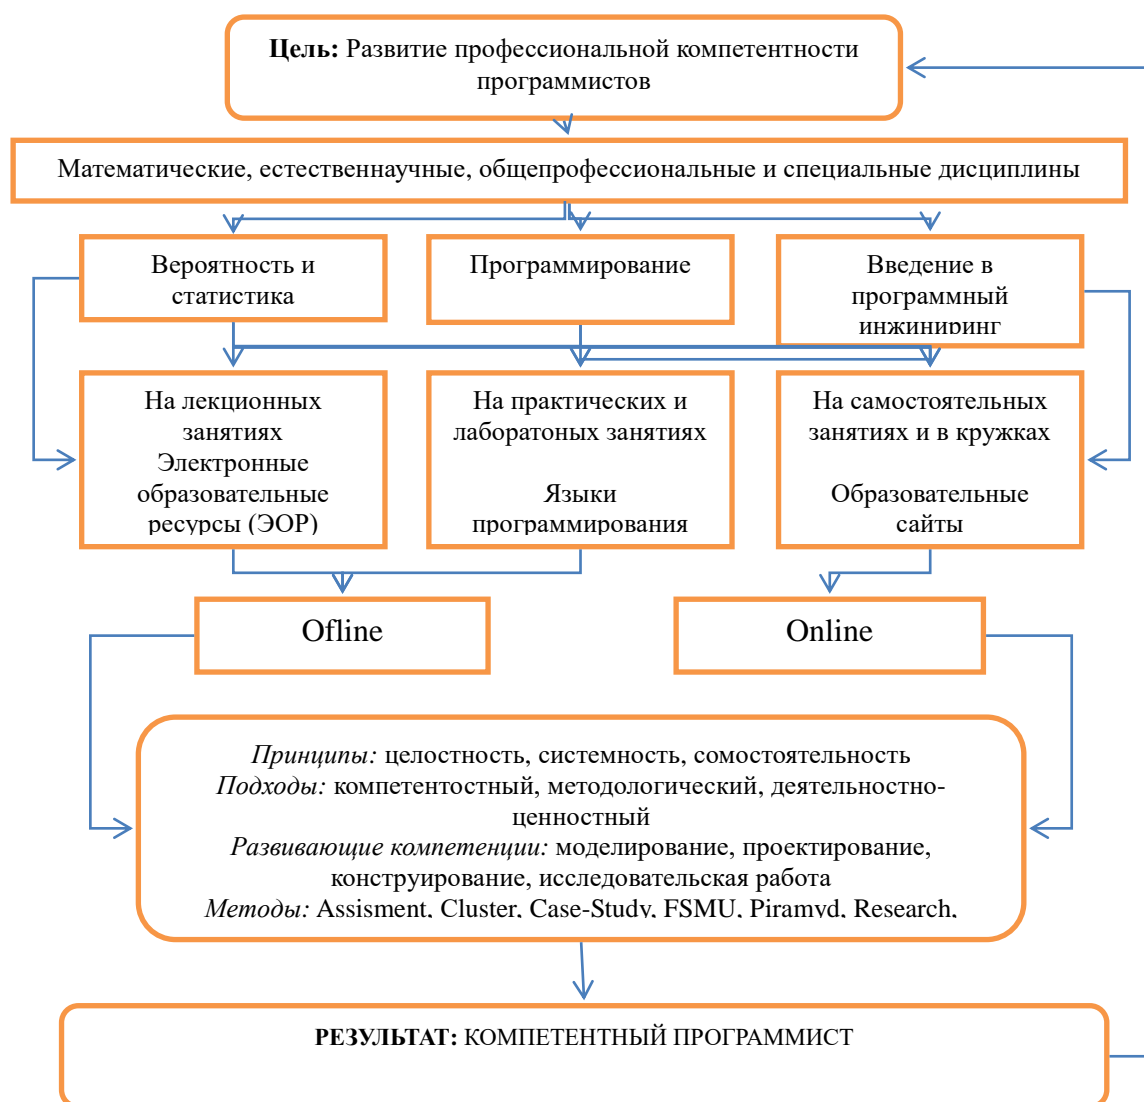 Цель: Развитие профессиональной компетентности
программистов
Математические, естественнаучные, общепрофессиональные и специальные дисциплины
Вероятность и
статистика
Программирование
Введение в
программный
инжиниринг
На лекционных
занятиях
Электронные
образовательные
ресурсы (ЭОР)
На практических и
лаборатоных занятиях
Языки
программирования
На самостоятельных
занятиях и в кружках
Образовательные
сайты
Ofline
Online
Принципы: целостность, системность, сомостоятельность
Подходы: компетентостный, методологический, деятельностно-
ценностный
Развивающие компетенции: моделирование, проектирование,
конструирование, исследовательская работа
Методы: Assisment, Cluster, Case-Study, FSMU, Piramyd, Research,
РЕЗУЛЬТАТ: КОМПЕТЕНТНЫЙ ПРОГРАММИСТ